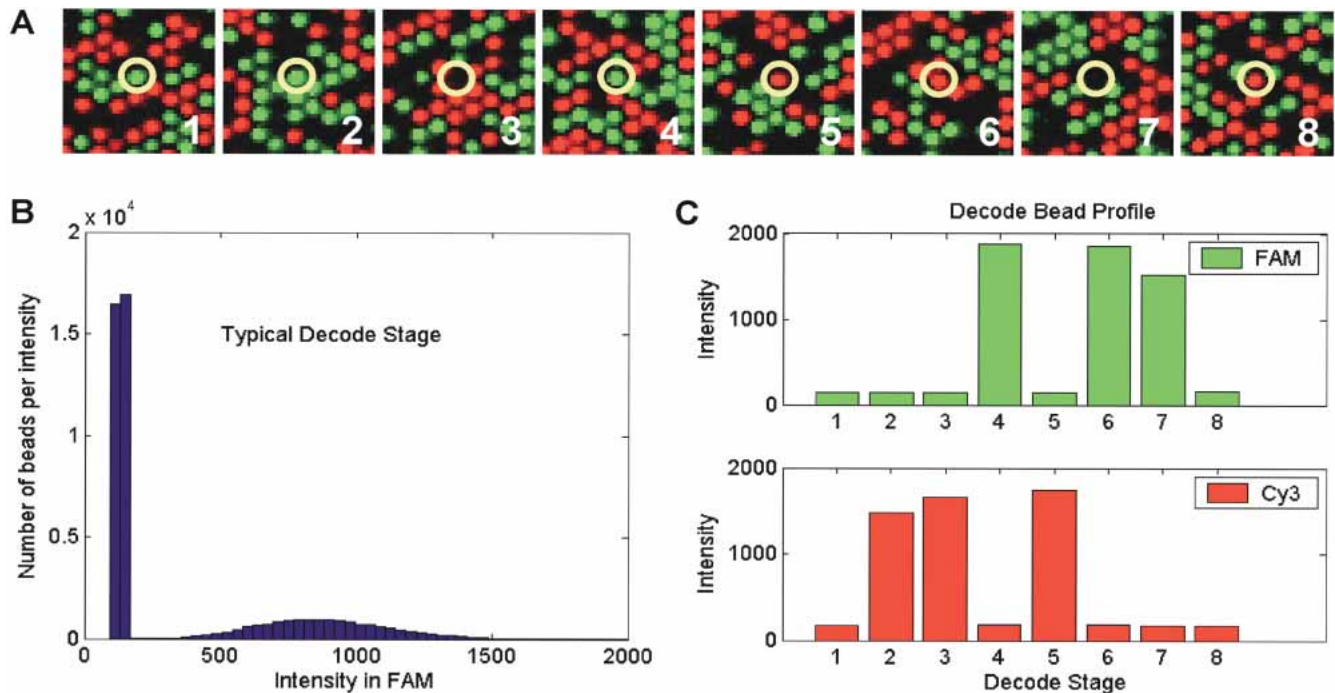 A
1 2 3 4 5 6 7 8
B
2 x 10^4
2
1.5
1
0.5
0
Number of beads per intensity
Typical Decode Stage
0 500 1000 1500 2000
Intensity in FAM
C
Decode Bead Profile
2000
1000
0
Intensity
FAM
1 2 3 4 5 6 7 8
2000
1000
0
Intensity
Cy3
1 2 3 4 5 6 7 8
Decode Stage